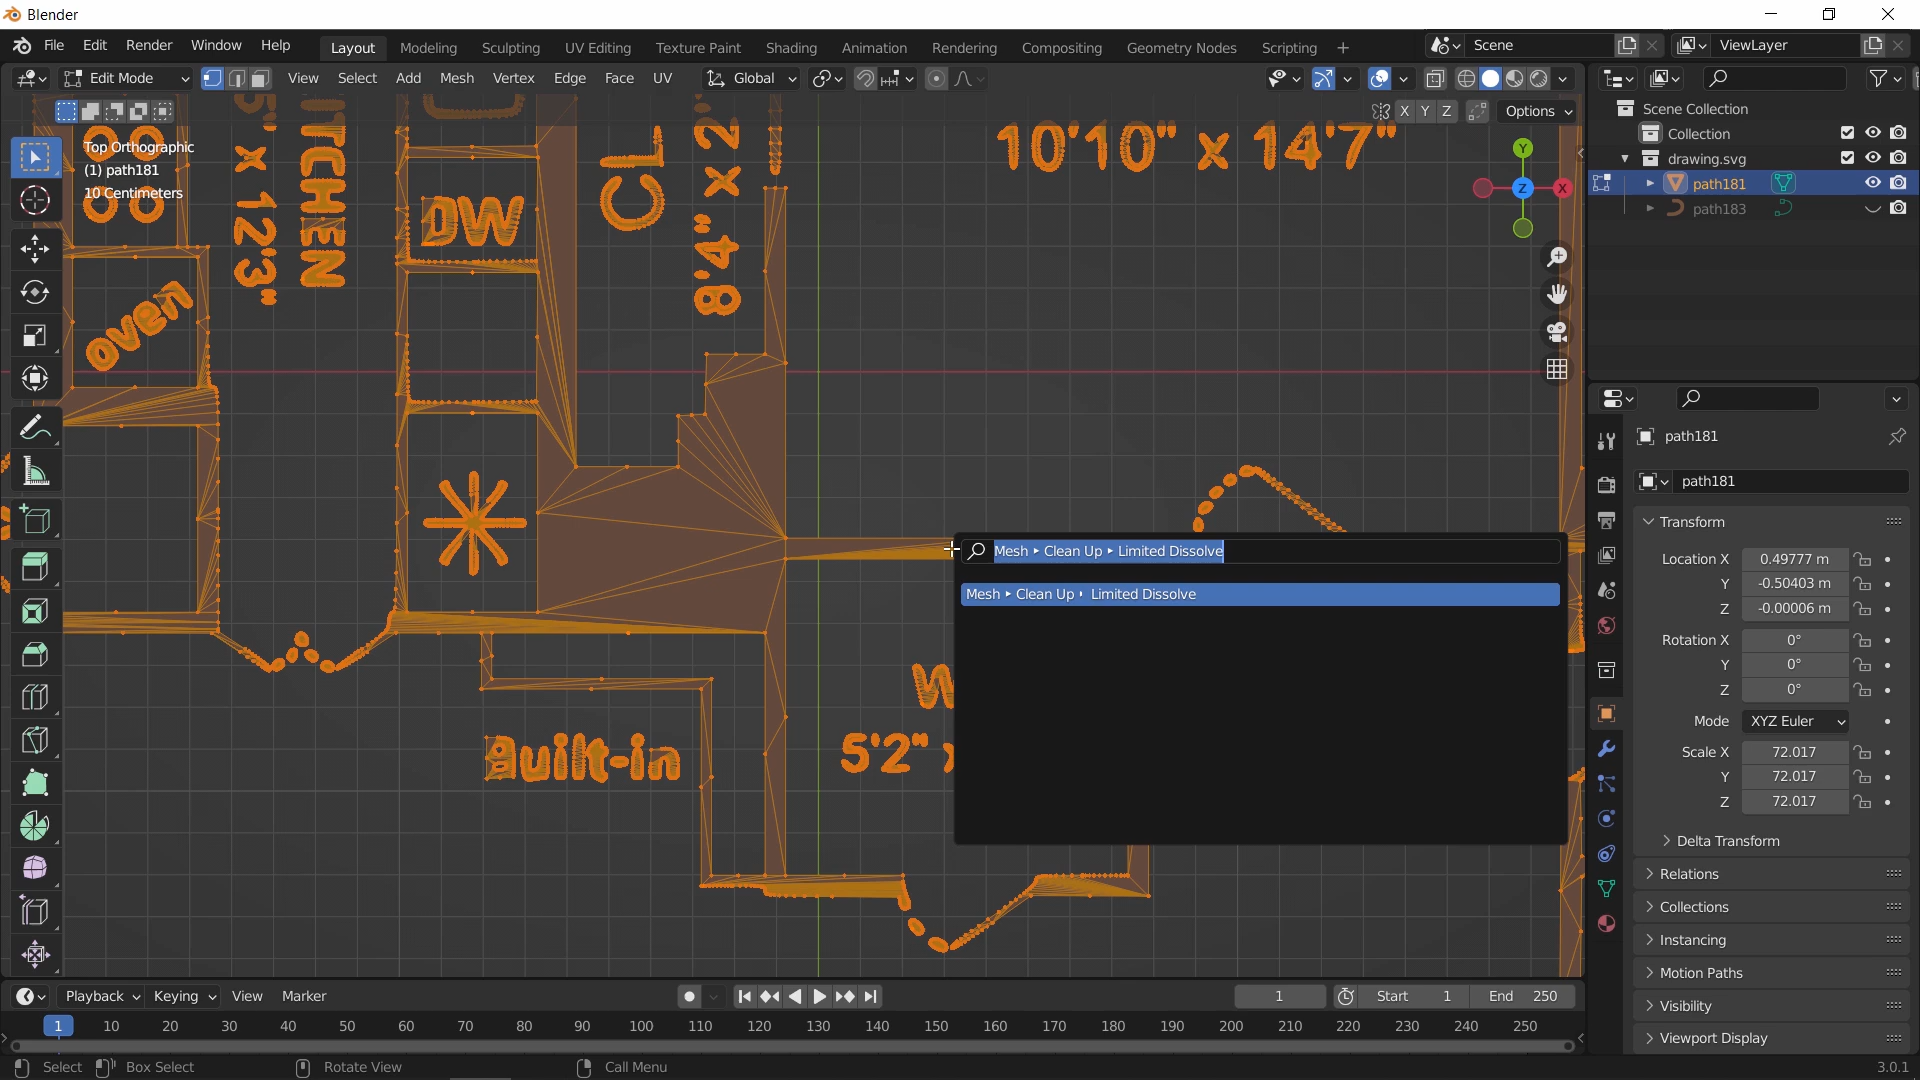 Blender
File Edit Render Window Help
Layout Modeling Sculpting UV Editing Texture Paint Shading Animation Rendering Compositing Geometry Nodes Scripting +
Scene
ViewLayer
Edit Mode
View Select Add Mesh Vertex Edge Face UV
Global
X Y Z
Options
Top Orthographic
(1) path181
10 Centimeters
x 12'3"
DW
CL
8'4" x 2
10'10" x 14'7"
oven
Built-in
5'2"
Y
Z
X
Mesh ▸ Clean Up ▸ Limited Dissolve
Mesh ▸ Clean Up ▸ Limited Dissolve
Scene Collection
Collection
drawing.svg
path181
path183
path181
path181
Transform
Location X 0.49777 m
Y -0.50403 m
Z -0.00006 m
Rotation X 0°
Y 0°
Z 0°
Mode XYZ Euler
Scale X 72.017
Y 72.017
Z 72.017
Delta Transform
Relations
Collections
Instancing
Motion Paths
Visibility
Viewport Display
Playback Keying View Marker
1
Start 1
End 250
1 10 20 30 40 50 60 70 80 90 100 110 120 130 140 150 160 170 180 190 200 210 220 230 240 250
Select Box Select Rotate View Call Menu
3.0.1